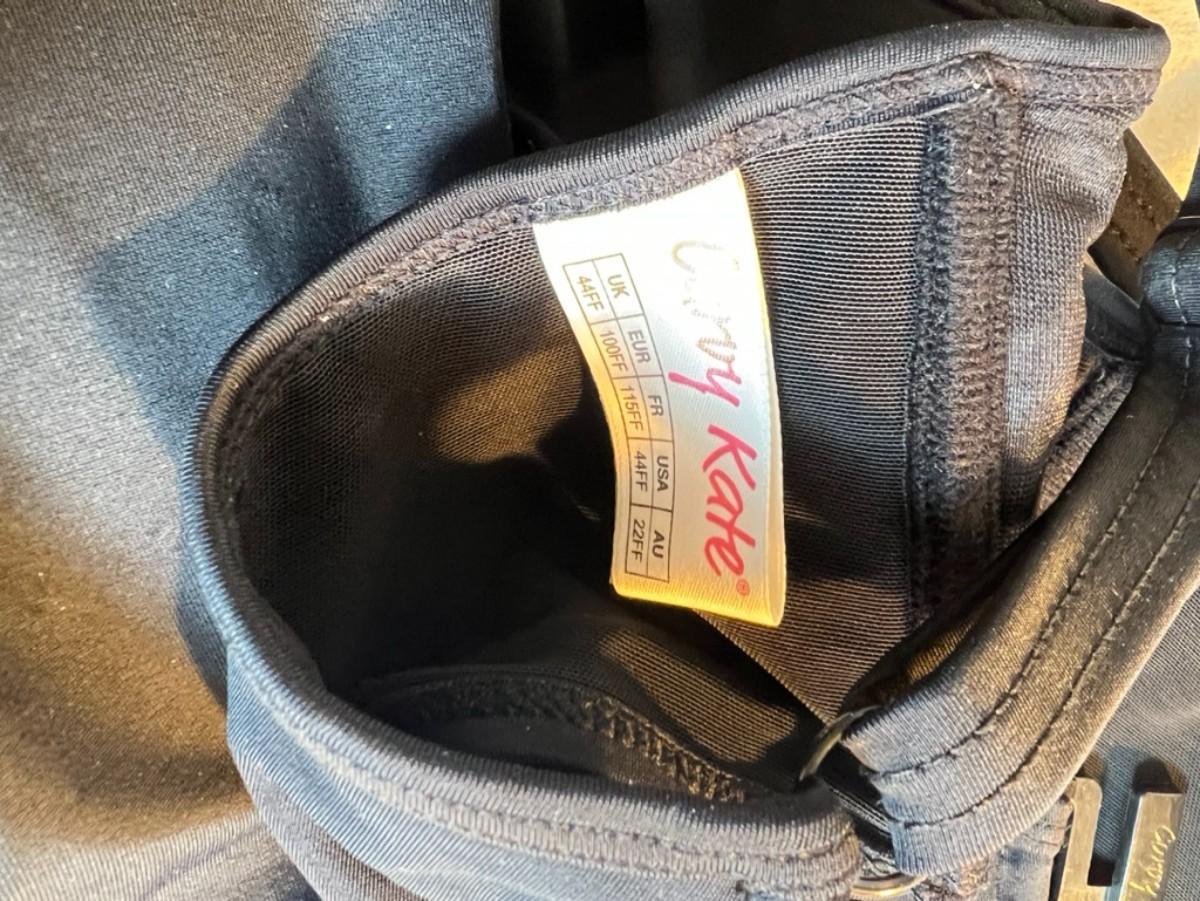 Curvy Kate®
UK EUR FR USA AU
44FF 100FF 115FF 44FF 22FF